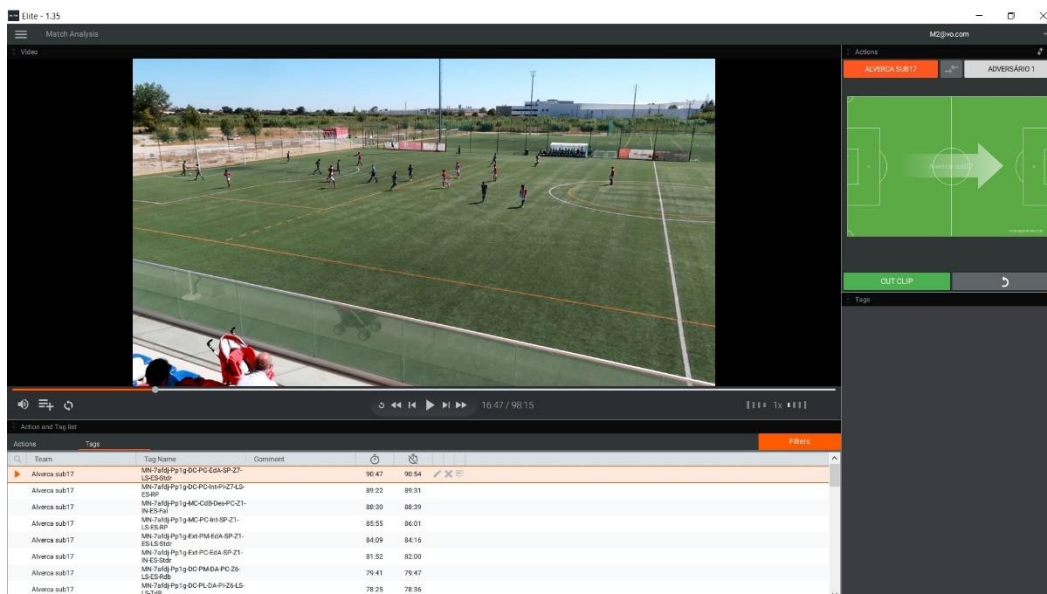 Elite - 1.35
Match Analysis
M2@vo.com
Video
Actions
ALVERCA SUB17
ADVERSÁRIO 1
CUT CLIP
Tags
16:47 / 98:15
1x
Action and Tag list
Actions Tags
Filters
Team Tag Name Comment
Alverca sub17 MN-7afdj-Pp1g-DC-PC-EdA-SP-Z7-
LS-ES-Stdr 90:47 90:54
Alverca sub17 MN-7afdj-Pp1g-DC-PC-Int-PI-Z7-LS-
ES-RP 89:22 89:31
Alverca sub17 MN-7afdj-Pp1g-MC-CdB-Des-PC-Z1-
IN-ES-Fal 88:30 88:39
Alverca sub17 MN-7afdj-Pp1g-MC-PC-Int-SP-Z1-
LS-ES-RP 85:55 86:01
Alverca sub17 MN-7afdj-Pp1g-Ext-PM-EdA-SP-Z1-
ES-LS-Stdr 84:09 84:16
Alverca sub17 MN-7afdj-Pp1g-Ext-PC-EdA-SP-Z1-
IN-ES-Stdr 81:52 82:00
Alverca sub17 MN-7afdj-Pp1g-DC-PM-DA-PC-Z6-
LS-ES-Rdb 79:41 79:47
Alverca sub17 MN-7afdj-Pp1g-DC-PL-DA-PI-Z6-LS-
78:25 78:36